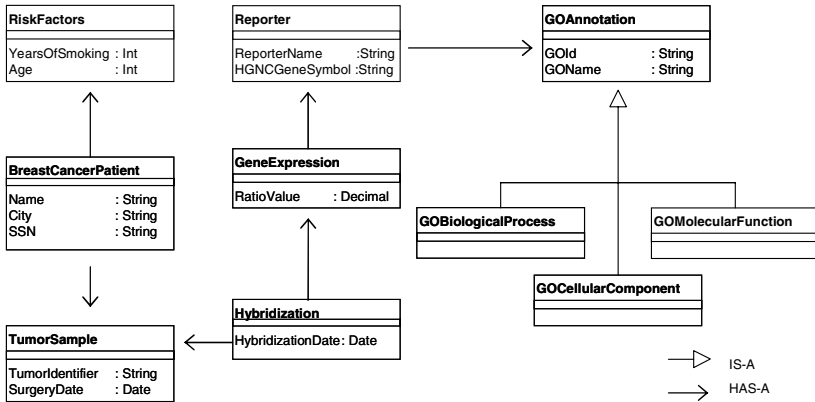 RiskFactors
YearsOfSmoking : Int
Age : Int
Reporter
ReporterName :String
HGNCGeneSymbol :String
GOAnnotation
GOId : String
GOName : String
BreastCancerPatient
Name : String
City : String
SSN : String
GeneExpression
RatioValue : Decimal
GOBiologicalProcess
GOMolecularFunction
GOCellularComponent
TumorSample
TumorIdentifier : String
SurgeryDate : Date
Hybridization
HybridizationDate: Date
IS-A
HAS-A